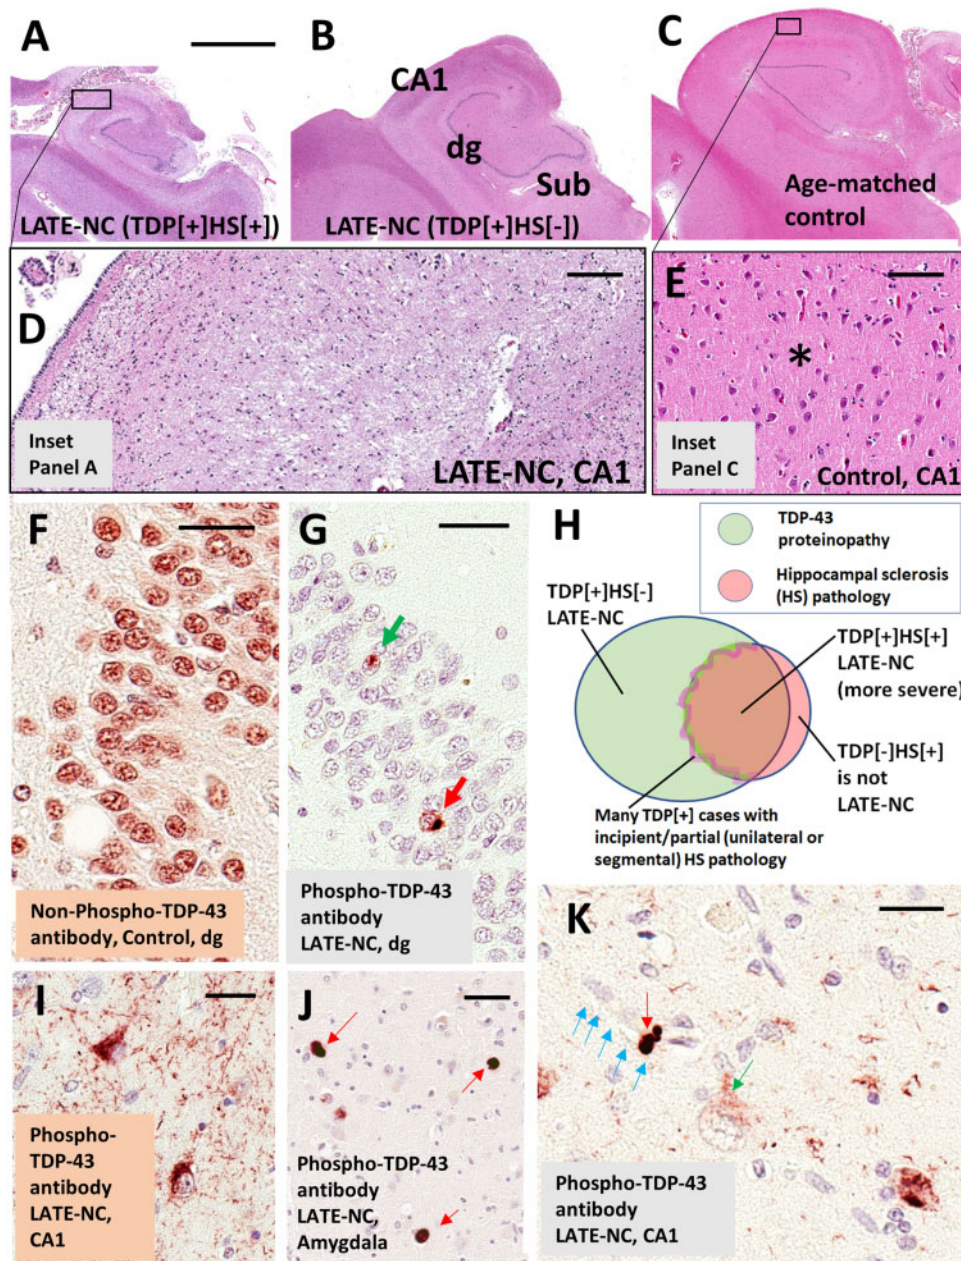 A
B
C
CA1
dg
Sub
LATE-NC (TDP[+]HS[+])
LATE-NC (TDP[+]HS[-])
Age-matched
control
D
Inset
Panel A
LATE-NC, CA1
E
*
Inset
Panel C
Control, CA1
F
Non-Phospho-TDP-43
antibody, Control, dg
G
Phospho-TDP-43
antibody
LATE-NC, dg
H
TDP-43
proteinopathy
Hippocampal sclerosis
(HS) pathology
TDP[+]HS[-]
LATE-NC
TDP[+]HS[+]
LATE-NC
(more severe)
TDP[-]HS[+]
is not
LATE-NC
Many TDP[+] cases with
incipient/partial (unilateral or
segmental) HS pathology
I
Phospho-
TDP-43
antibody
LATE-NC,
CA1
J
Phospho-TDP-43
antibody
LATE-NC,
Amygdala
K
Phospho-TDP-43
antibody
LATE-NC, CA1